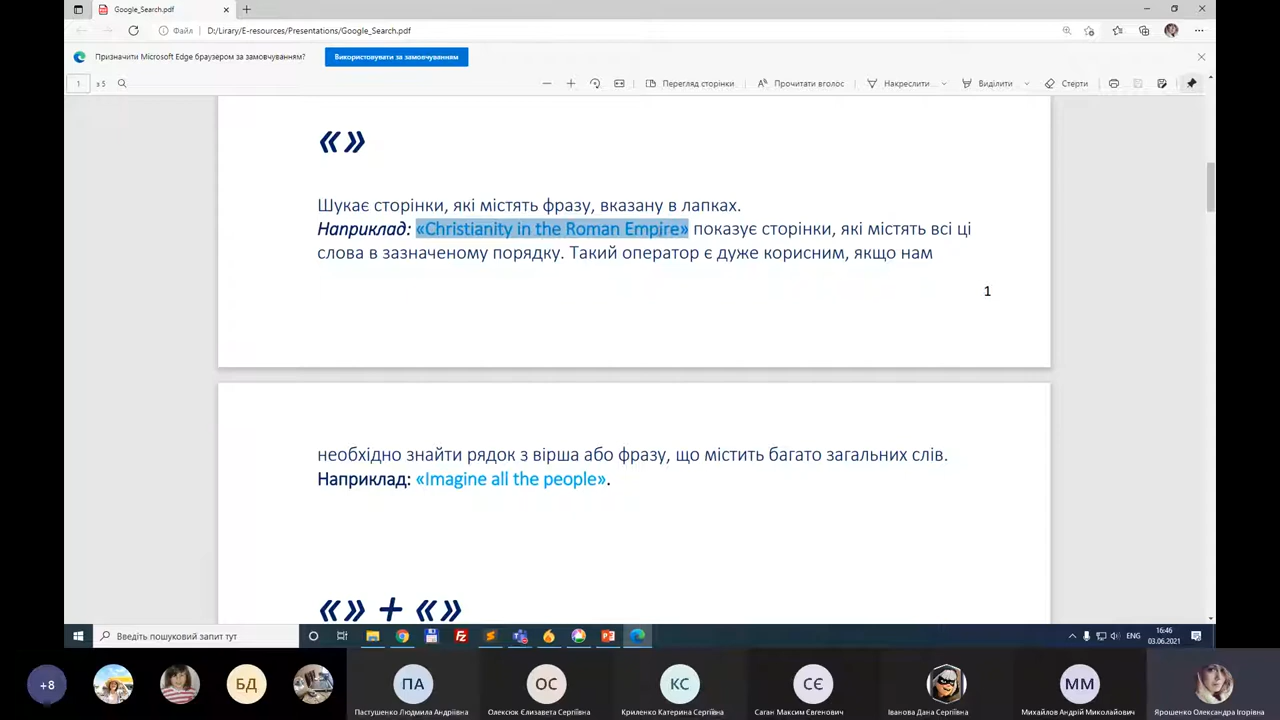 Google_Search.pdf
Файл
D:/Lirary/E-resources/Presentations/Google_Search.pdf
Призначити Microsoft Edge браузером за замовчуванням?
Використовувати за замовчуванням
1
з 5
Перегляд сторінки
Прочитати вголос
Накреслити
Виділити
Стерти
«»
Шукає сторінки, які містять фразу, вказану в лапках.
Наприклад: «Christianity in the Roman Empire» показує сторінки, які містять всі ці
слова в зазначеному порядку. Такий оператор є дуже корисним, якщо нам
1
необхідно знайти рядок з вірша або фразу, що містить багато загальних слів.
Наприклад: «Imagine all the people».
«» + «»
Введіть пошуковий запит тут
ENG
16:46
03.06.2021
+8
БД
ПА
ОС
КС
СЄ
ММ
Пастушенко Людмила Андріївна
Олексюк Єлизавета Сергіївна
Криленко Катерина Сергіївна
Саган Максим Євгенович
Іванова Дана Сергіївна
Михайлов Андрій Миколайович
Ярошенко Олександра Ігорівна